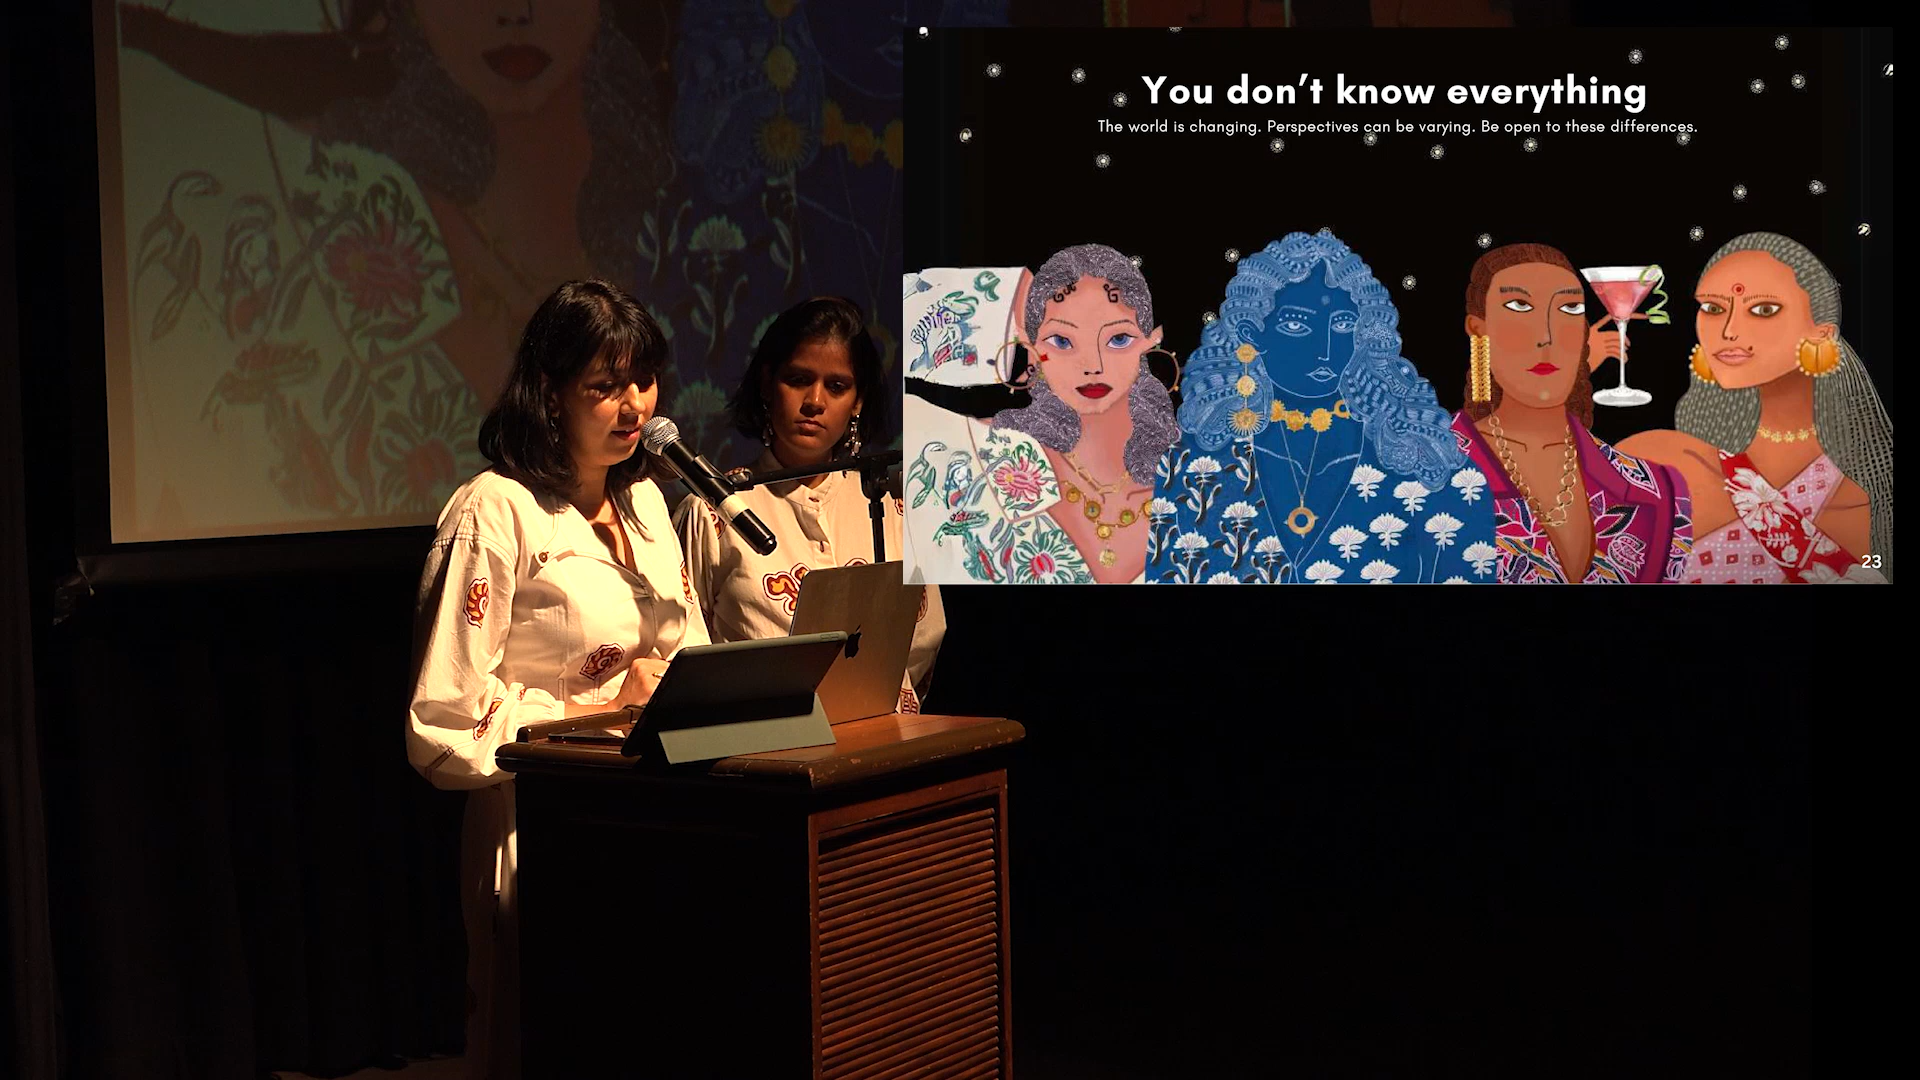 You don’t know everything
The world is changing. Perspectives can be varying. Be open to these differences.
23